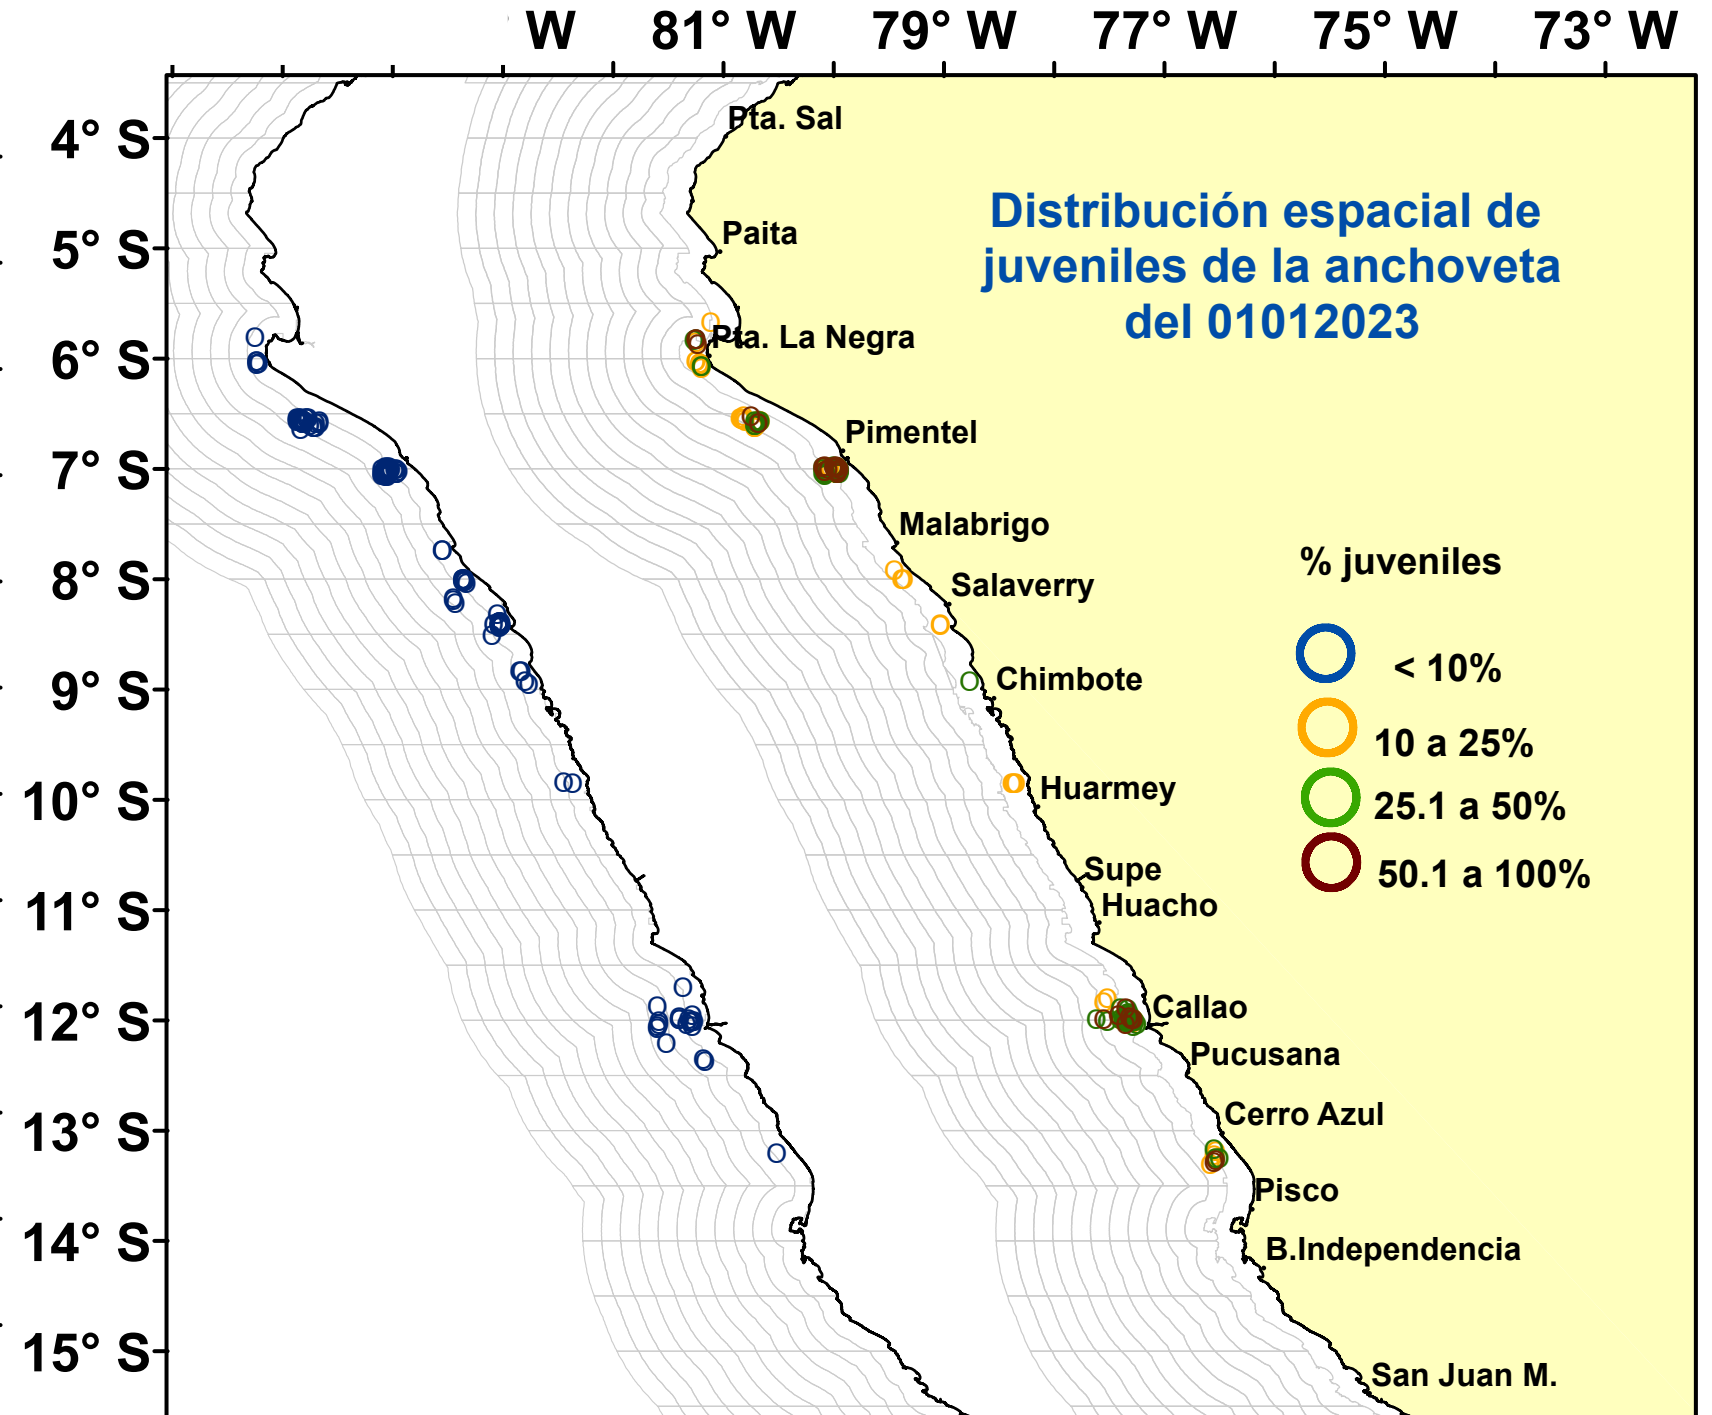 W 81° W 79° W 77° W 75° W 73° W
4° S
5° S
6° S
7° S
8° S
9° S
10° S
11° S
12° S
13° S
14° S
15° S
Pta. Sal
Paita
Pta. La Negra
Pimentel
Malabrigo
Salaverry
Chimbote
Huarmey
Supe
Huacho
Callao
Pucusana
Cerro Azul
Pisco
B.Independencia
San Juan M.
Distribución espacial de
juveniles de la anchoveta
del 01012023
% juveniles
< 10%
10 a 25%
25.1 a 50%
50.1 a 100%